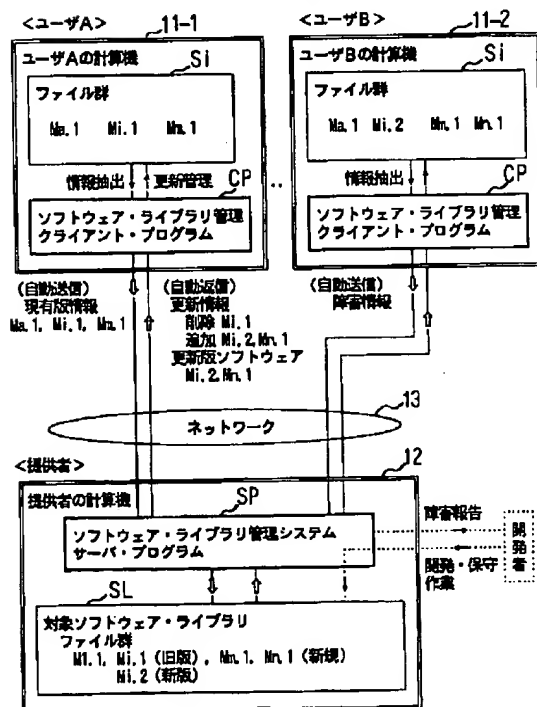 <ユーザA>
11-1
ユーザAの計算機
Si
ファイル群
Ma.1 Mi.1 Mm.1
情報抽出
更新管理
CP
ソフトウェア・ライブラリ管理
クライアント・プログラム
(自動送信)
現有版情報
Ma.1, Mi.1, Mm.1
(自動返信)
更新情報
削除 Mi.1
追加 Mi.2, Mn.1
更新版ソフトウェア
Mi.2, Mn.1
‥
<ユーザB>
11-2
ユーザBの計算機
Si
ファイル群
Ma.1 Mi.2 Mm.1 Mn.1
情報抽出
CP
ソフトウェア・ライブラリ管理
クライアント・プログラム
(自動送信)
障害情報
13
ネットワーク
<提供者>
12
提供者の計算機
SP
ソフトウェア・ライブラリ管理システム
サーバ・プログラム
障害報告
開発者
開発・保守
作業
SL
対象ソフトウェア・ライブラリ
ファイル群
M1.1, Mi.1 (旧版) , Mm.1, Mn.1 (新規)
Mi.2 (新版)